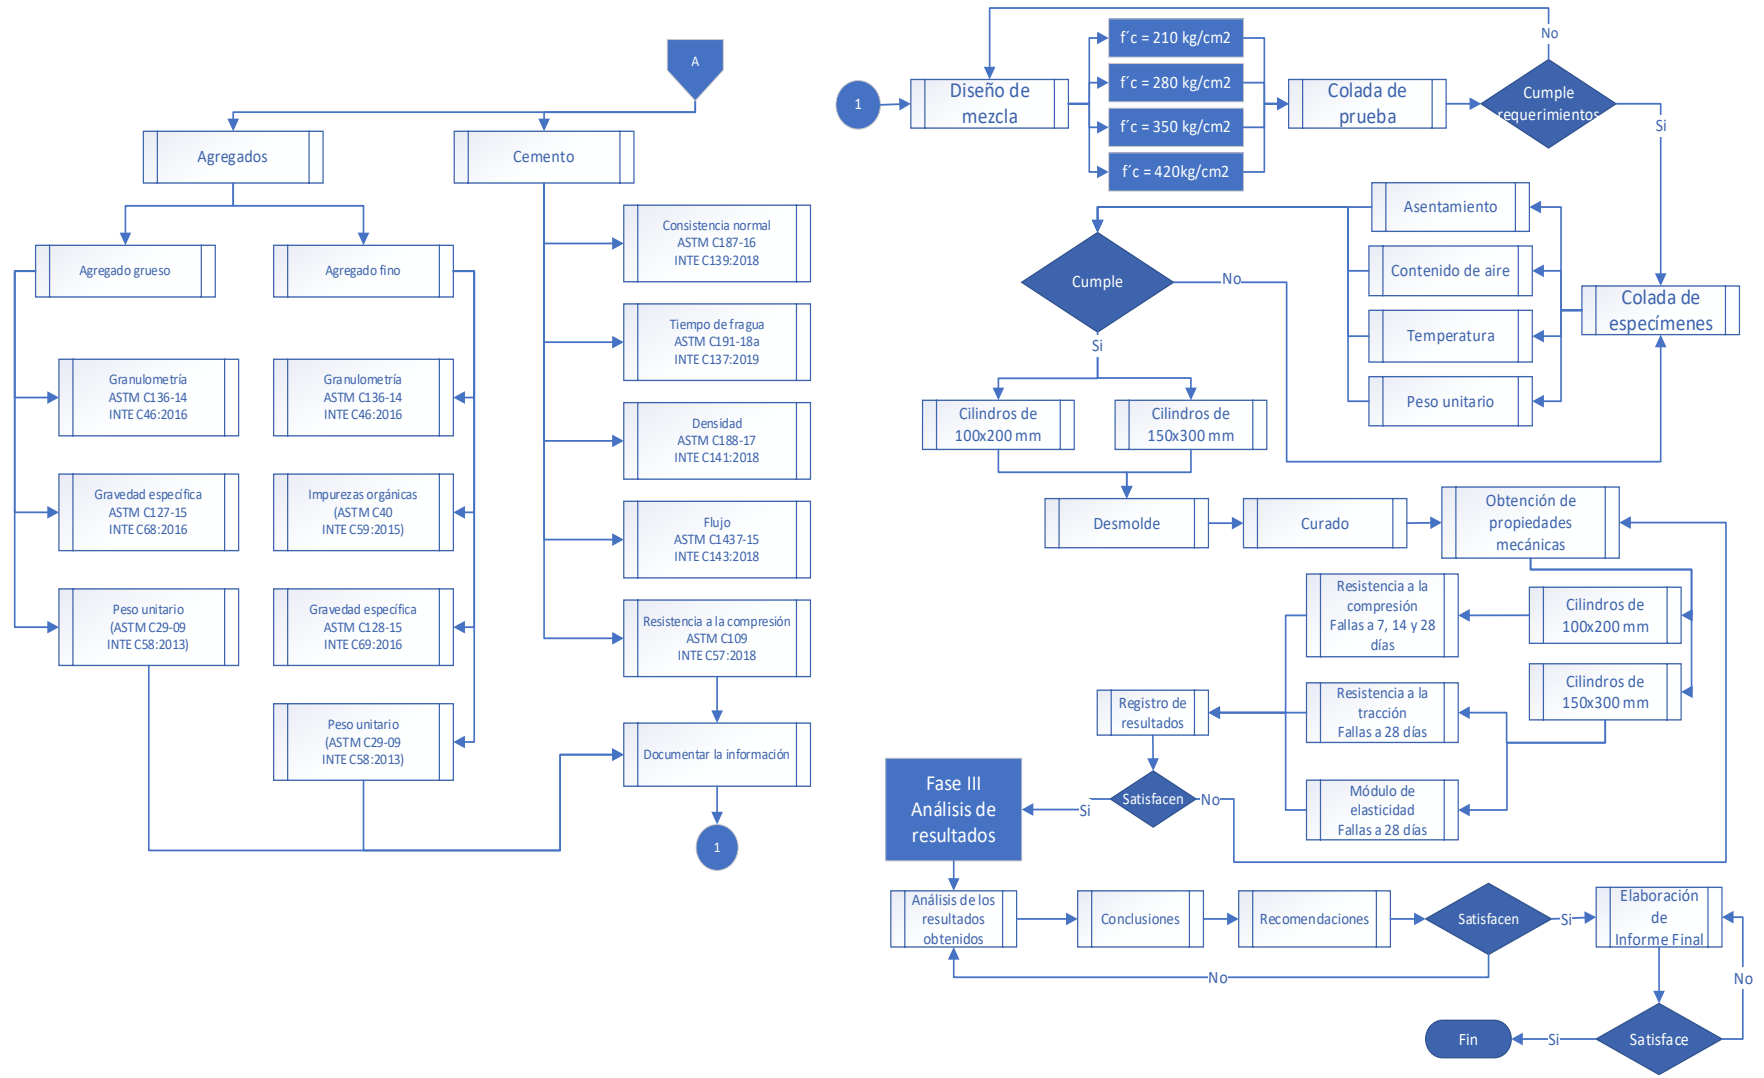 A
Agregados
Cemento
Agregado grueso
Agregado fino
Granulometría
ASTM C136-14
INTE C46:2016
Gravedad específica
ASTM C127-15
INTE C68:2016
Peso unitario
(ASTM C29-09
INTE C58:2013)
Granulometría
ASTM C136-14
INTE C46:2016
Impurezas orgánicas
(ASTM C40
INTE C59:2015)
Gravedad específica
ASTM C128-15
INTE C69:2016
Peso unitario
(ASTM C29-09
INTE C58:2013)
Consistencia normal
ASTM C187-16
INTE C139:2018
Tiempo de fragua
ASTM C191-18a
INTE C137:2019
Densidad
ASTM C188-17
INTE C141:2018
Flujo
ASTM C1437-15
INTE C143:2018
Resistencia a la compresión
ASTM C109
INTE C57:2018
Documentar la información
1
1
Diseño de
mezcla
f´c = 210 kg/cm2
f´c = 280 kg/cm2
f´c = 350 kg/cm2
f´c = 420kg/cm2
Colada de
prueba
Cumple
requerimientos
No
Si
Colada de
especímenes
Asentamiento
Contenido de aire
Temperatura
Peso unitario
Cumple
No
Si
Cilindros de
100x200 mm
Cilindros de
150x300 mm
Desmolde
Curado
Obtención de
propiedades
mecánicas
Cilindros de
100x200 mm
Cilindros de
150x300 mm
Resistencia a la
compresión
Fallas a 7, 14 y 28
días
Resistencia a la
tracción
Fallas a 28 días
Módulo de
elasticidad
Fallas a 28 días
Registro de
resultados
Satisfacen
No
Si
Fase III
Análisis de
resultados
Análisis de los
resultados
obtenidos
Conclusiones
Recomendaciones
Satisfacen
Si
No
Elaboración
de
Informe Final
No
Satisface
Si
Fin